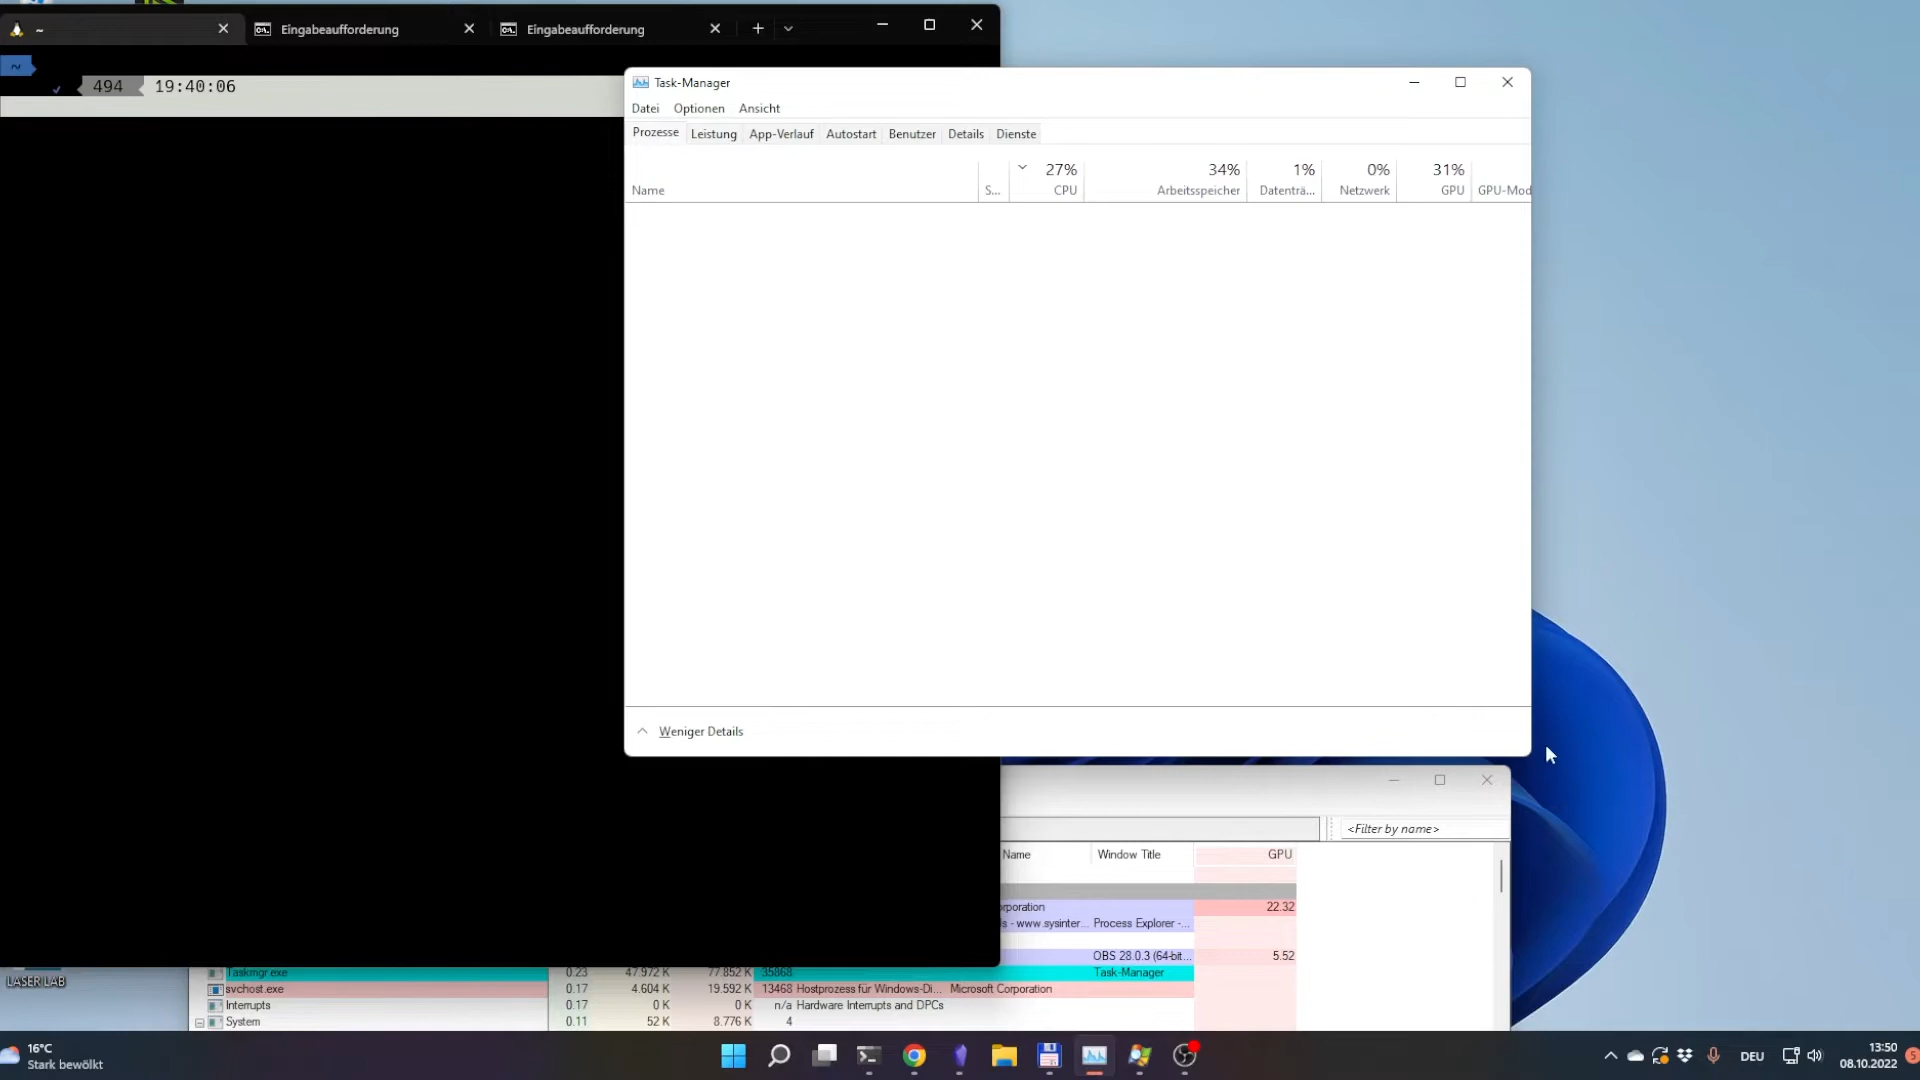 ~
Eingabeaufforderung
Eingabeaufforderung
~
494 19:40:06
Task-Manager
Datei Optionen Ansicht
Prozesse Leistung App-Verlauf Autostart Benutzer Details Dienste
27% 34% 1% 0% 31%
Name S... CPU Arbeitsspeicher Datenträ... Netzwerk GPU GPU-Mod
Weniger Details
<Filter by name>
Name Window Title GPU
orporation 22.32
ls - www.sysinter... Process Explorer -...
OBS 28.0.3 (64-bit... 5.52
Taskmgr.exe 0.23 47.972 K 77.852 K 35868 Task-Manager
svchost.exe 0.17 4.604 K 19.592 K 13468 Hostprozess für Windows-Di... Microsoft Corporation
Interrupts 0.17 0 K 0 K n/a Hardware Interrupts and DPCs
System 0.11 52 K 8.776 K 4
LASER LAB
16°C
Stark bewölkt
DEU
13:50
08.10.2022
5